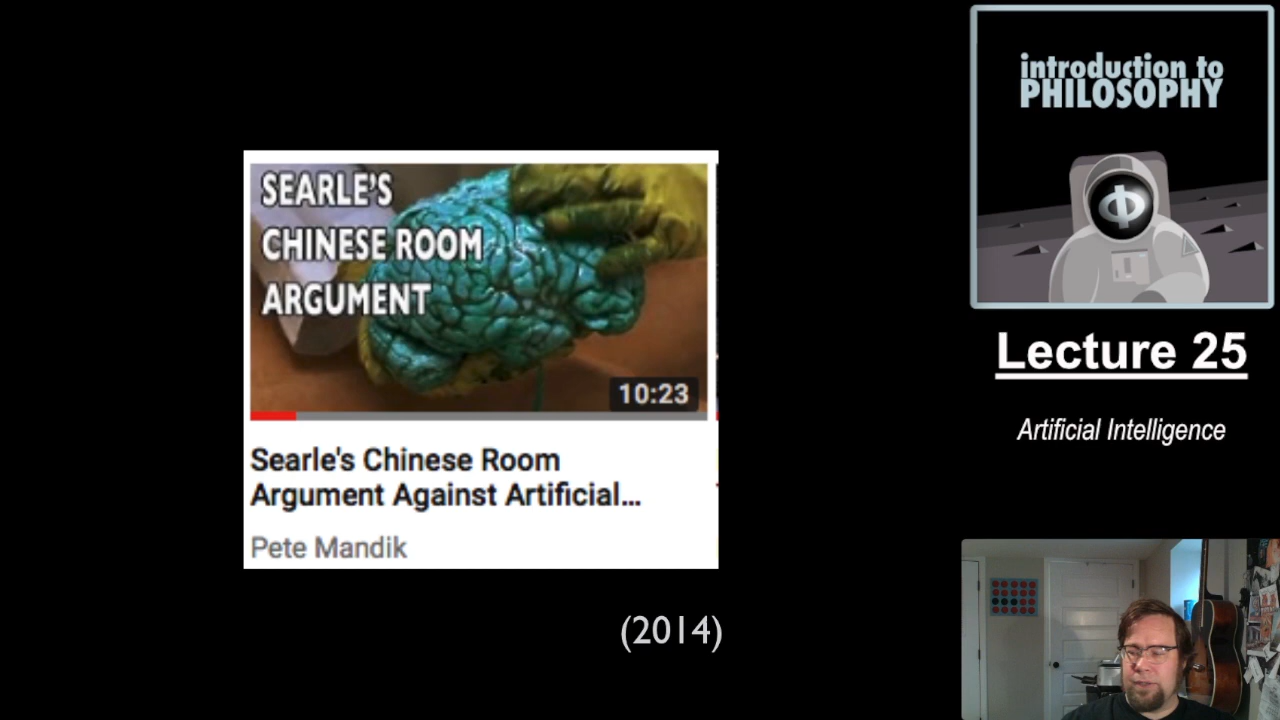 SEARLE'S
CHINESE ROOM
ARGUMENT
10:23
Searle's Chinese Room
Argument Against Artificial...
Pete Mandik
(2014)
introduction to
PHILOSOPHY
Φ
Lecture 25
Artificial Intelligence